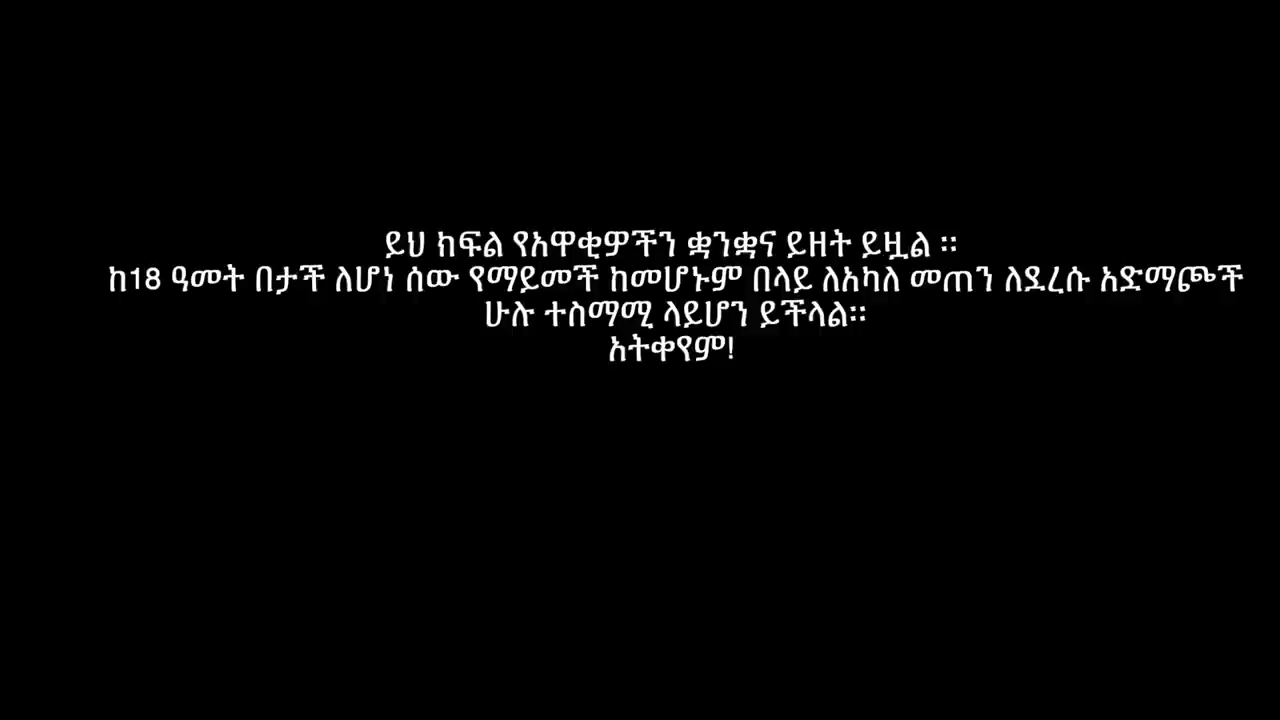 ይህ ክፍል የአዋቂዎችን ቋንቋና ይዘት ይዟል ።
ከ18 ዓመት በታች ለሆነ ሰው የማይመች ከመሆኑም በላይ ለአካለ መጠን ለደረሱ አድማጮች
ሁሉ ተስማሚ ላይሆን ይችላል።
አትቀየም!